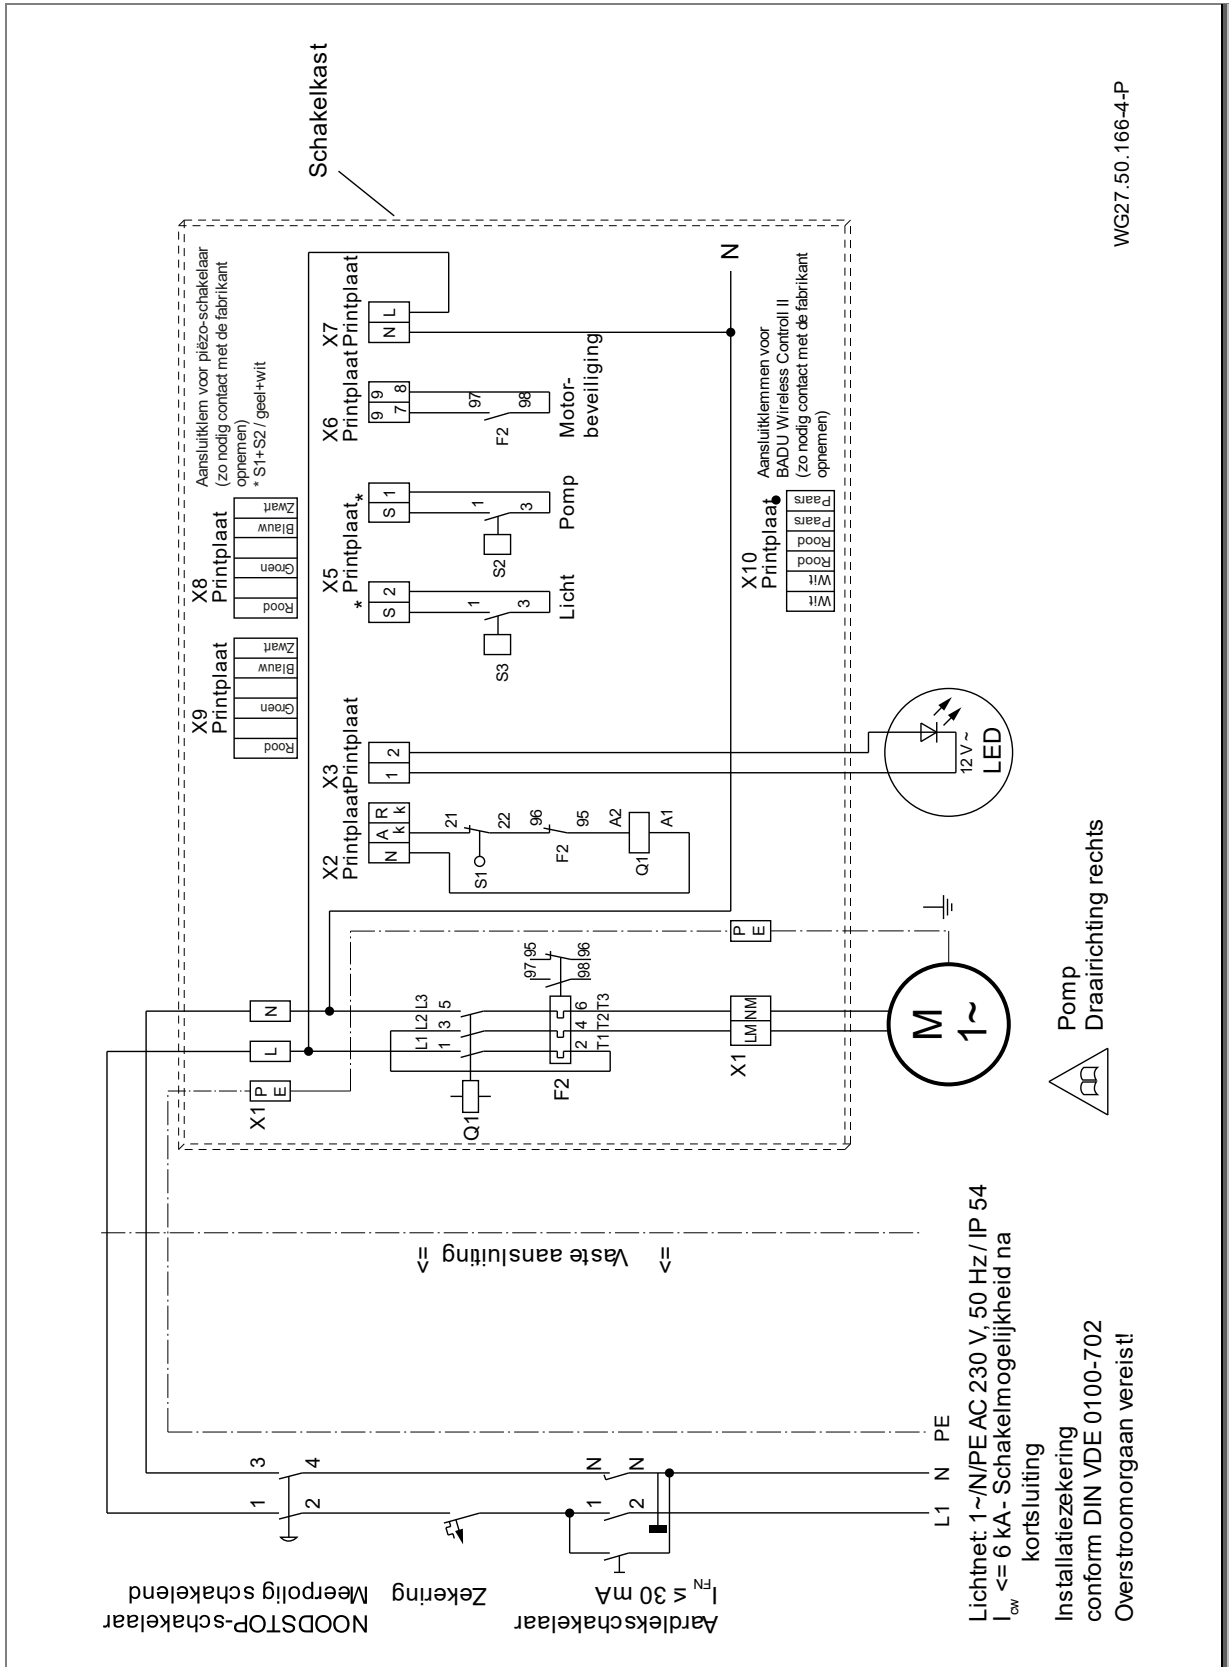 Schakelkast
WG27.50.166-4-P
Aansluitklem voor piëzo-schakelaar
(zo nodig contact met de fabrikant
opnemen)
* S1+S2 / geel+wit
X9
Printplaat
Rood
Groen
Blauw
Zwart
X8
Printplaat
Rood
Groen
Blauw
Zwart
X2
Printplaat
N
A
k
R
k
X3
Printplaat
1
2
X5
Printplaat
*
*
S
2
S
1
X6
Printplaat
9
7
9
8
X7
Printplaat
N
L
S1
21
22
96
95
F2
A2
A1
Q1
S3
1
3
Licht
S2
1
3
Pomp
97
98
F2
Motor-
beveiliging
N
X10
Printplaat
Wit
Wit
Rood
Rood
Paars
Paars
Aansluitklemmen voor
BADU Wireless Controll II
(zo nodig contact met de fabrikant
opnemen)
12 V ~
LED
X1
P
E
L
N
Q1
L1
L2
L3
1
3
5
F2
2
4
6
T1
T2
T3
97
95
98
96
X1
LM
NM
P
E
M
1~
Pomp
Draairichting rechts
=> Vaste aansluiting =>
NOODSTOP-schakelaar
Meerpolig schakelend
1
3
2
4
Zekering
Aardlekschakelaar
I FN ≤ 30 mA
1
N
2
N
L1
N
PE
Lichtnet: 1~/N/PE AC 230 V, 50 Hz / IP 54
Icw <= 6 kA - Schakelmogelijkheid na
kortsluiting
Installatiezekering
conform DIN VDE 0100-702
Overstroomorgaan vereist!